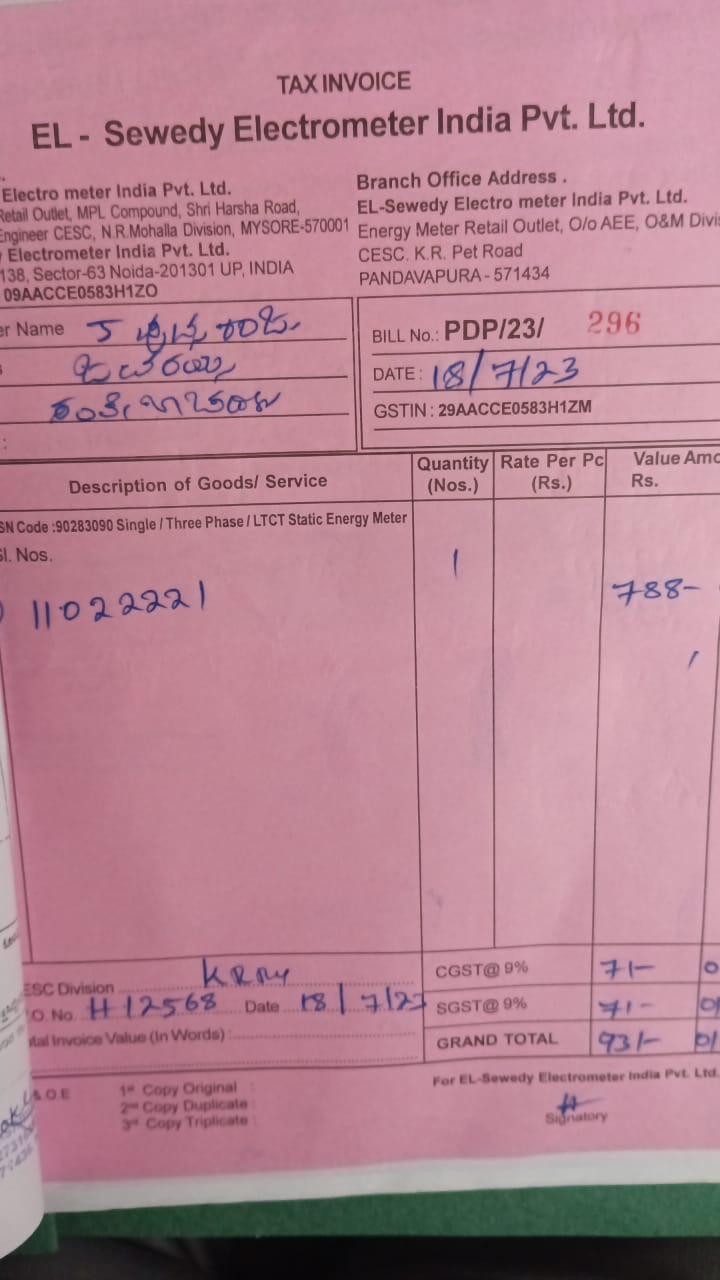 TAX INVOICE
EL - Sewedy Electrometer India Pvt. Ltd.
Electro meter India Pvt. Ltd.
Retail Outlet, MPL Compound, Shri Harsha Road,
Engineer CESC, N.R.Mohalla Division, MYSORE-570001
Electrometer India Pvt. Ltd.
138, Sector-63 Noida-201301 UP, INDIA
09AACCE0583H1ZO
Branch Office Address .
EL-Sewedy Electro meter India Pvt. Ltd.
Energy Meter Retail Outlet, O/o AEE, O&M Divis
CESC. K.R. Pet Road
PANDAVAPURA - 571434
er Name
BILL No.: PDP/23/ 296
DATE : 18/7/23
GSTIN : 29AACCE0583H1ZM
Description of Goods/ Service
Quantity (Nos.)
Rate Per Pc (Rs.)
Value Amo
Rs.
SN Code :90283090 Single / Three Phase / LTCT Static Energy Meter
Sl. Nos.
11022221 1 788-
ESC Division
CGST@ 9% 71-
O. No. H12568 Date 18/7/23
SGST@ 9% 71-
tal Invoice Value (In Words) :
GRAND TOTAL 931-
& O.E
1st Copy Original :
2nd Copy Duplicate :
3rd Copy Triplicate :
For EL-Sewedy Electrometer India Pvt. Ltd.
Signatory